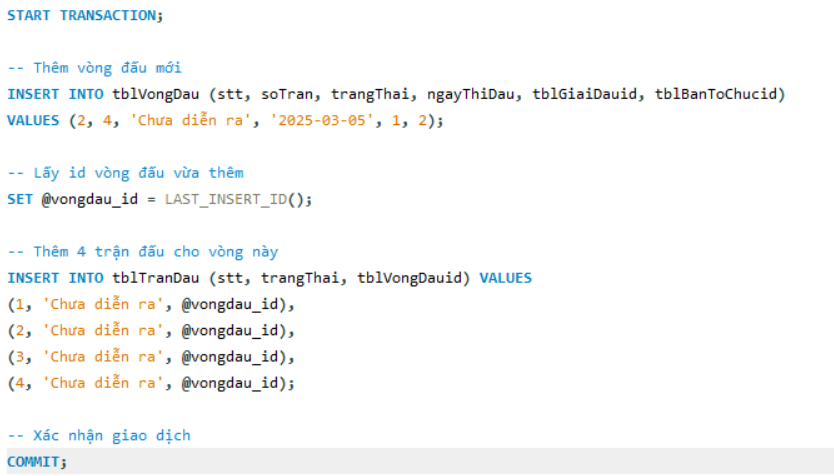 START TRANSACTION;
-- Thêm vòng đấu mới
INSERT INTO tblVongDau (stt, soTran, trangThai, ngayThiDau, tblGiaiDauid, tblBanToChucid)
VALUES (2, 4, 'Chưa diễn ra', '2025-03-05', 1, 2);
-- Lấy id vòng đấu vừa thêm
SET @vongdau_id = LAST_INSERT_ID();
-- Thêm 4 trận đấu cho vòng này
INSERT INTO tblTranDau (stt, trangThai, tblVongDauid) VALUES
(1, 'Chưa diễn ra', @vongdau_id),
(2, 'Chưa diễn ra', @vongdau_id),
(3, 'Chưa diễn ra', @vongdau_id),
(4, 'Chưa diễn ra', @vongdau_id);
-- Xác nhận giao dịch
COMMIT;